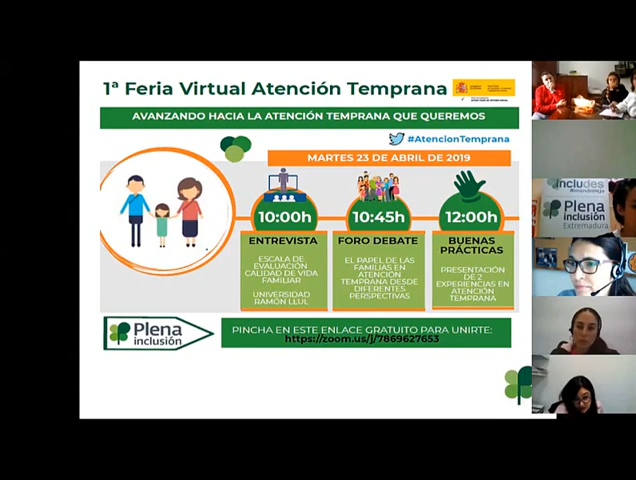 1ª Feria Virtual Atención Temprana
AVANZANDO HACIA LA ATENCIÓN TEMPRANA QUE QUEREMOS
#AtencionTemprana
MARTES 23 DE ABRIL DE 2019
10:00h
ENTREVISTA
ESCALA DE
EVALUACIÓN
CALIDAD DE VIDA
FAMILIAR
UNIVERSIDAD
RAMÓN LLUL
10:45h
FORO DEBATE
EL PAPEL DE LAS
FAMILIAS EN
ATENCIÓN
TEMPRANA DESDE
DIFERENTES
PERSPECTIVAS
12:00h
BUENAS
PRÁCTICAS
PRESENTACIÓN DE
2
EXPERIENCIAS EN
ATENCIÓN
TEMPRANA
Plena
inclusión
PINCHA EN ESTE ENLACE GRATUITO PARA UNIRTE:
https://zoom.us/j/7869627653
includes
Almendralejo
Plena
inclusión
Extremadura